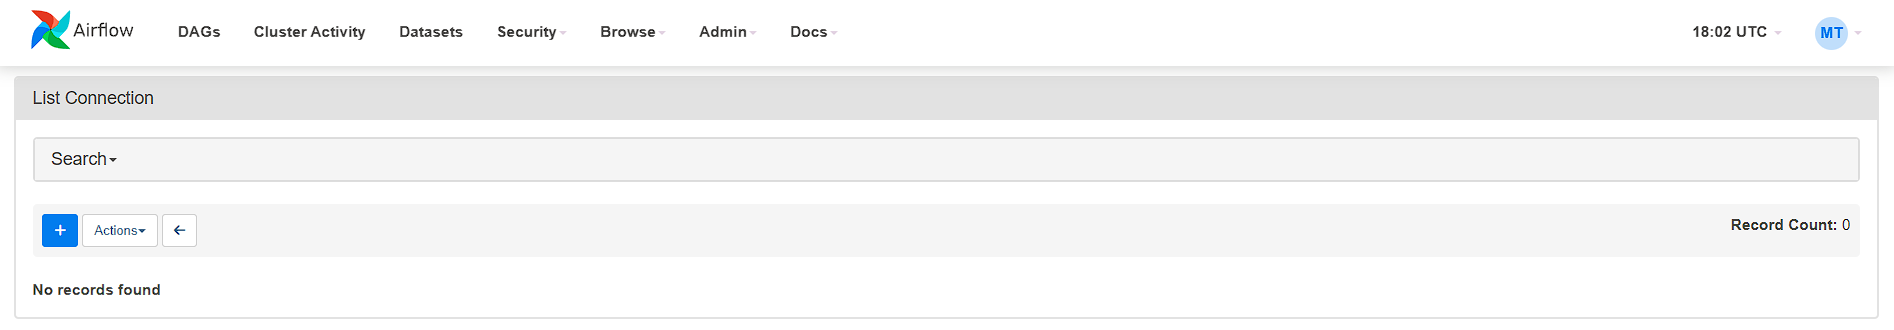 Airflow DAGs Cluster Activity Datasets Security Browse Admin Docs 18:02 UTC MT
List Connection
Search
+ Actions Record Count: 0
No records found